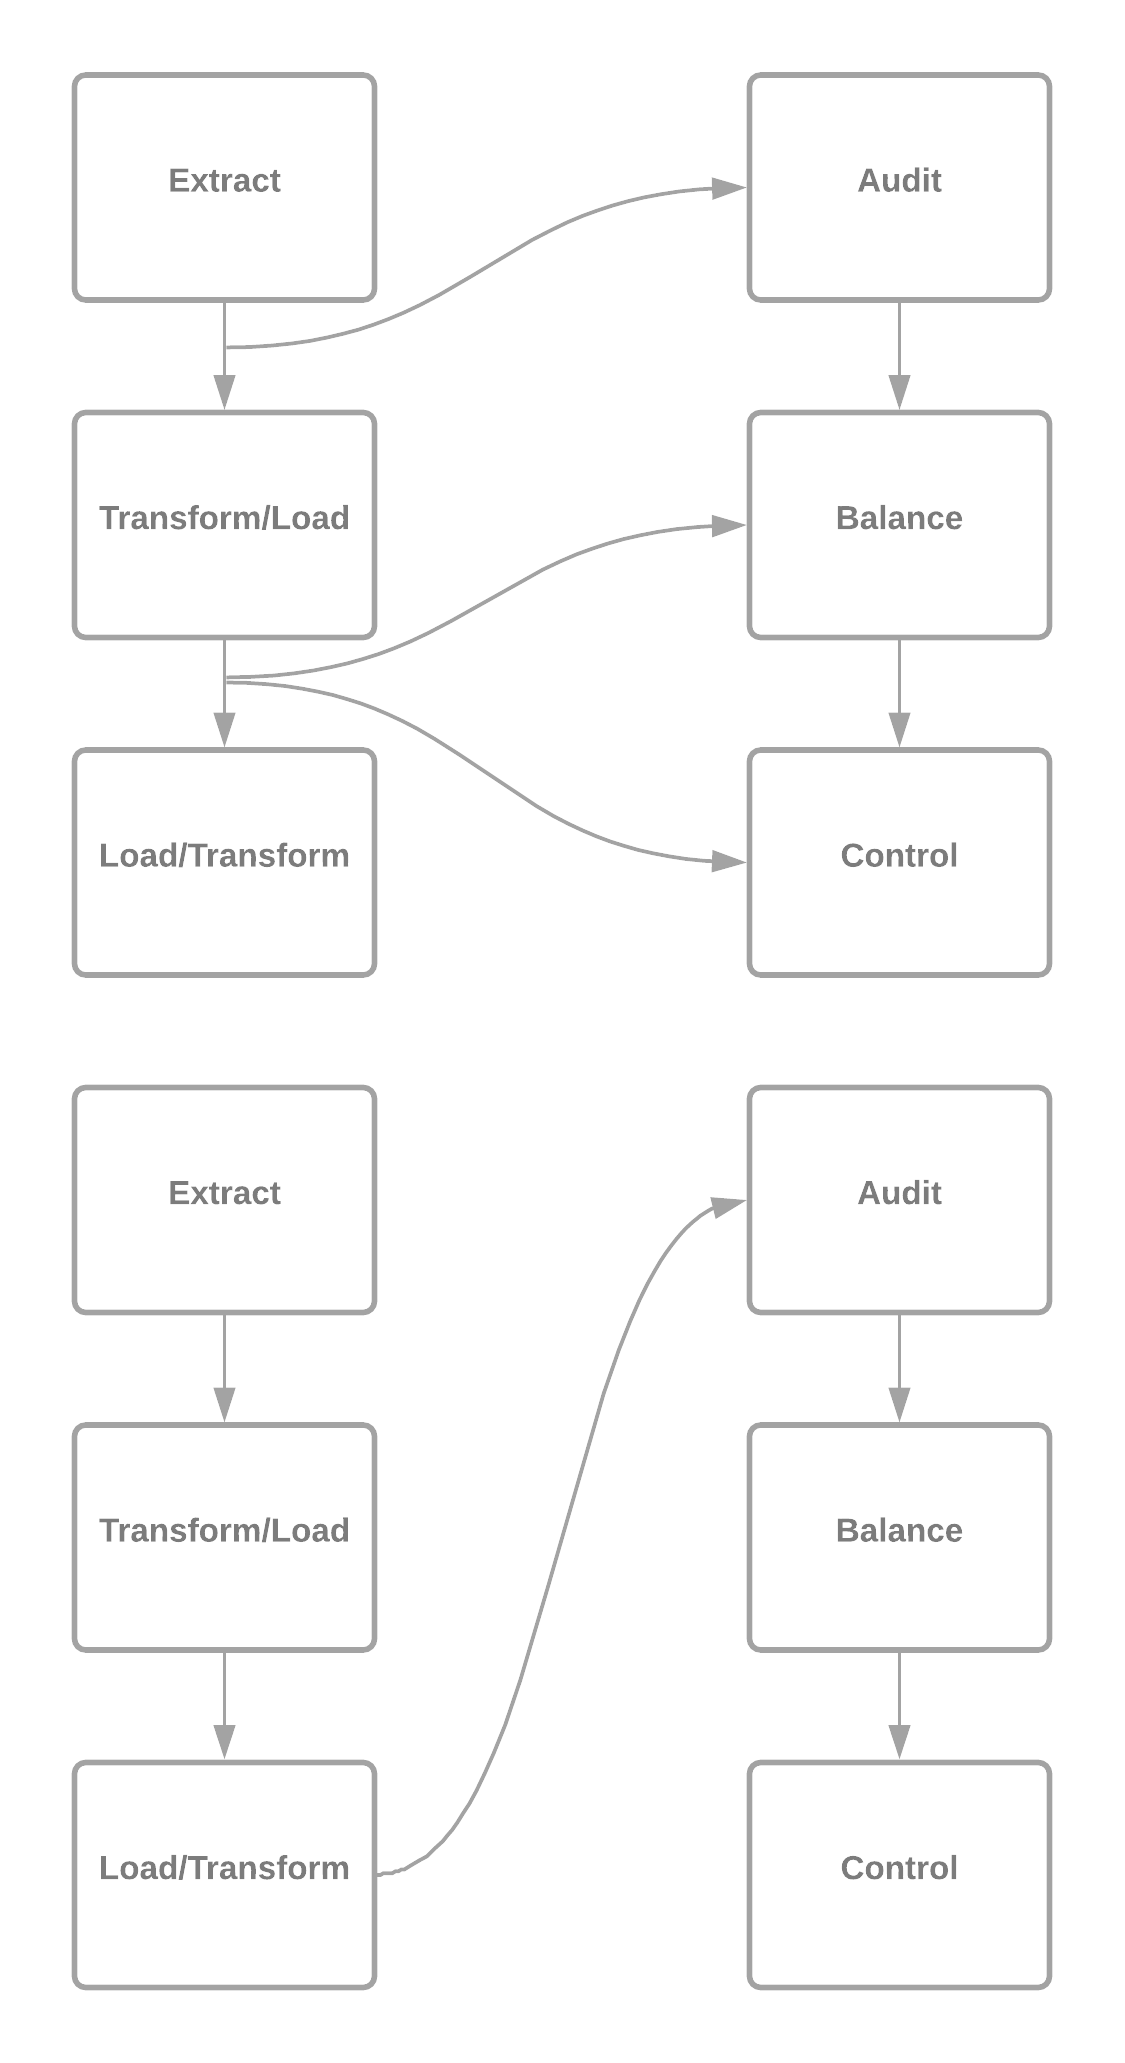 Extract
Audit
Transform/Load
Balance
Load/Transform
Control
Extract
Audit
Transform/Load
Balance
Load/Transform
Control